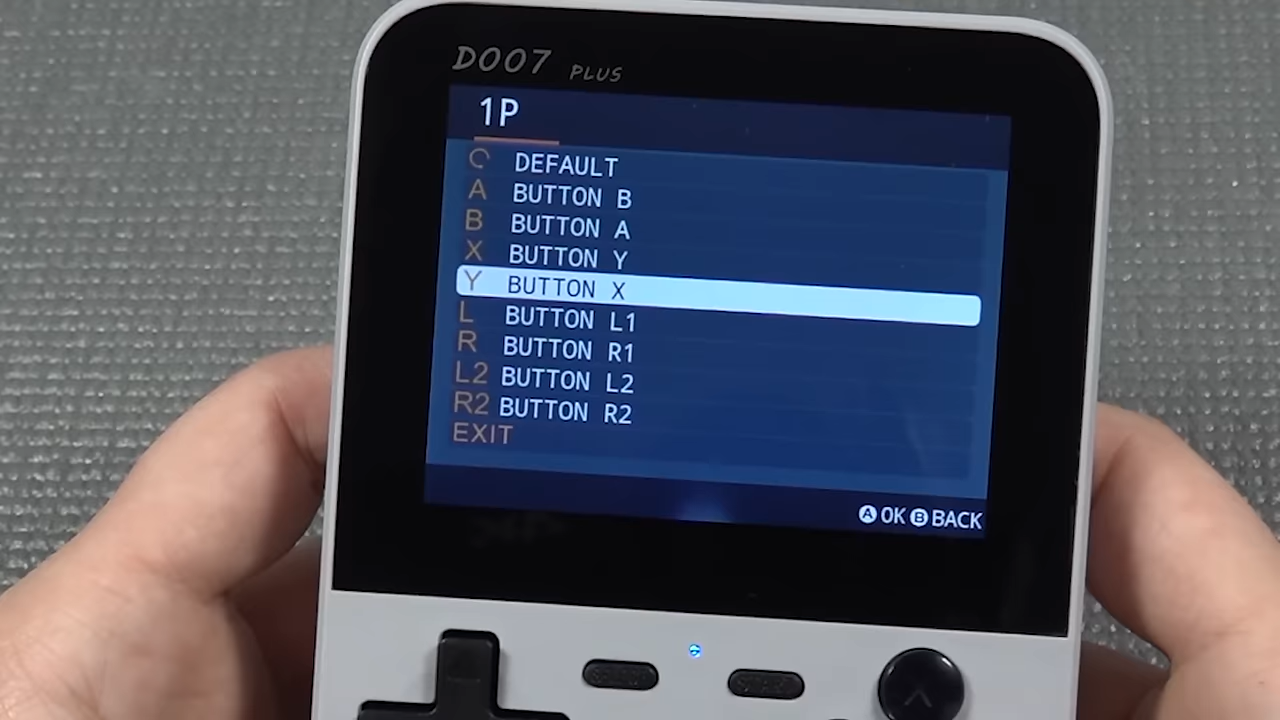 D007 PLUS
1P
DEFAULT
A BUTTON B
B BUTTON A
X BUTTON Y
Y BUTTON X
L BUTTON L1
R BUTTON R1
L2 BUTTON L2
R2 BUTTON R2
EXIT
A OK B BACK